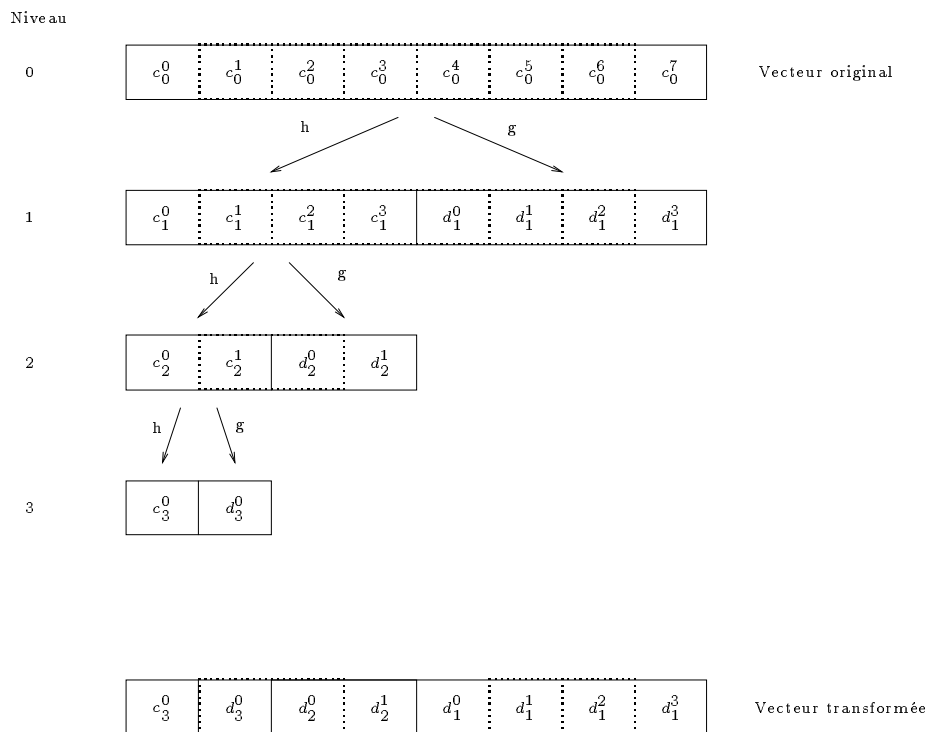 Niveau
0 c_0^0 c_0^1 c_0^2 c_0^3 c_0^4 c_0^5 c_0^6 c_0^7 Vecteur original
h g
1 c_1^0 c_1^1 c_1^2 c_1^3 d_1^0 d_1^1 d_1^2 d_1^3
h g
2 c_2^0 c_2^1 d_2^0 d_2^1
h g
3 c_3^0 d_3^0
c_3^0 d_3^0 d_2^0 d_2^1 d_1^0 d_1^1 d_1^2 d_1^3 Vecteur transformée